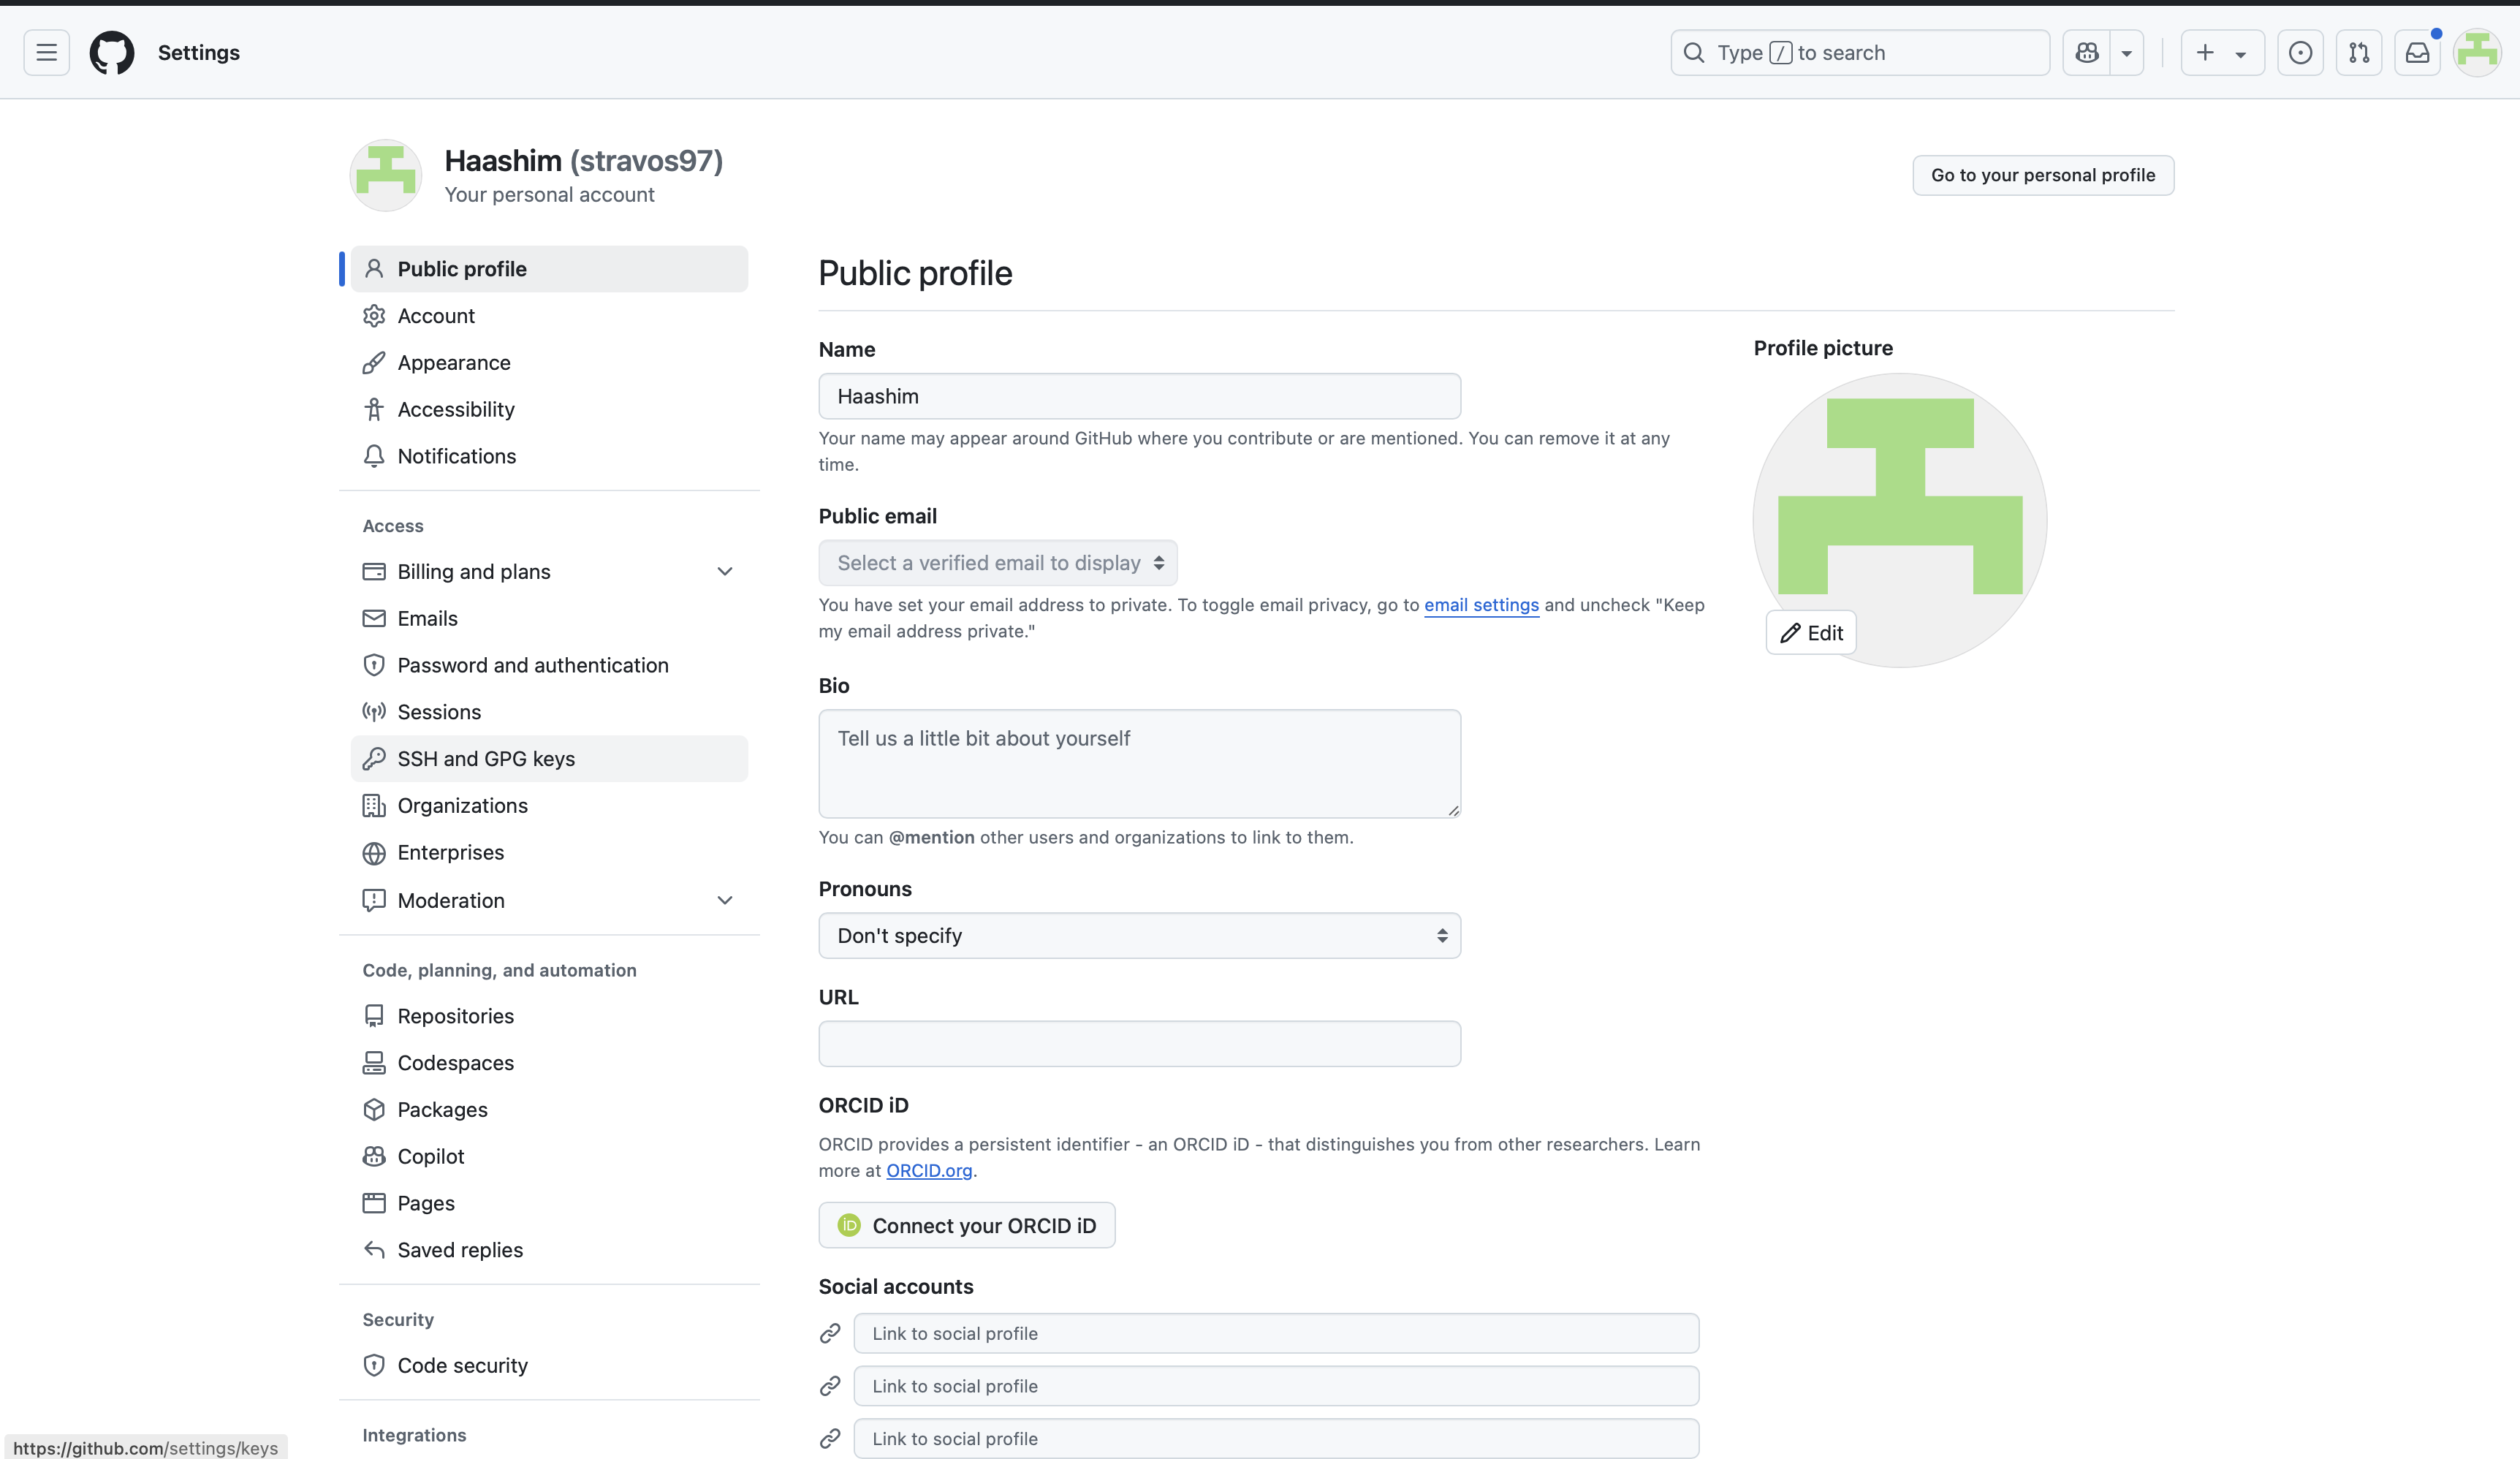 Settings
Type / to search
Haashim (stravos97)
Your personal account
Go to your personal profile
Public profile
Account
Appearance
Accessibility
Notifications
Access
Billing and plans
Emails
Password and authentication
Sessions
SSH and GPG keys
Organizations
Enterprises
Moderation
Code, planning, and automation
Repositories
Codespaces
Packages
Copilot
Pages
Saved replies
Security
Code security
Integrations
Public profile
Name
Haashim
Your name may appear around GitHub where you contribute or are mentioned. You can remove it at any
time.
Public email
Select a verified email to display
You have set your email address to private. To toggle email privacy, go to email settings and uncheck "Keep
my email address private."
Bio
Tell us a little bit about yourself
You can @mention other users and organizations to link to them.
Pronouns
Don't specify
URL
ORCID iD
ORCID provides a persistent identifier - an ORCID iD - that distinguishes you from other researchers. Learn
more at ORCID.org.
iD Connect your ORCID iD
Social accounts
Link to social profile
Link to social profile
Link to social profile
Profile picture
Edit
https://github.com/settings/keys